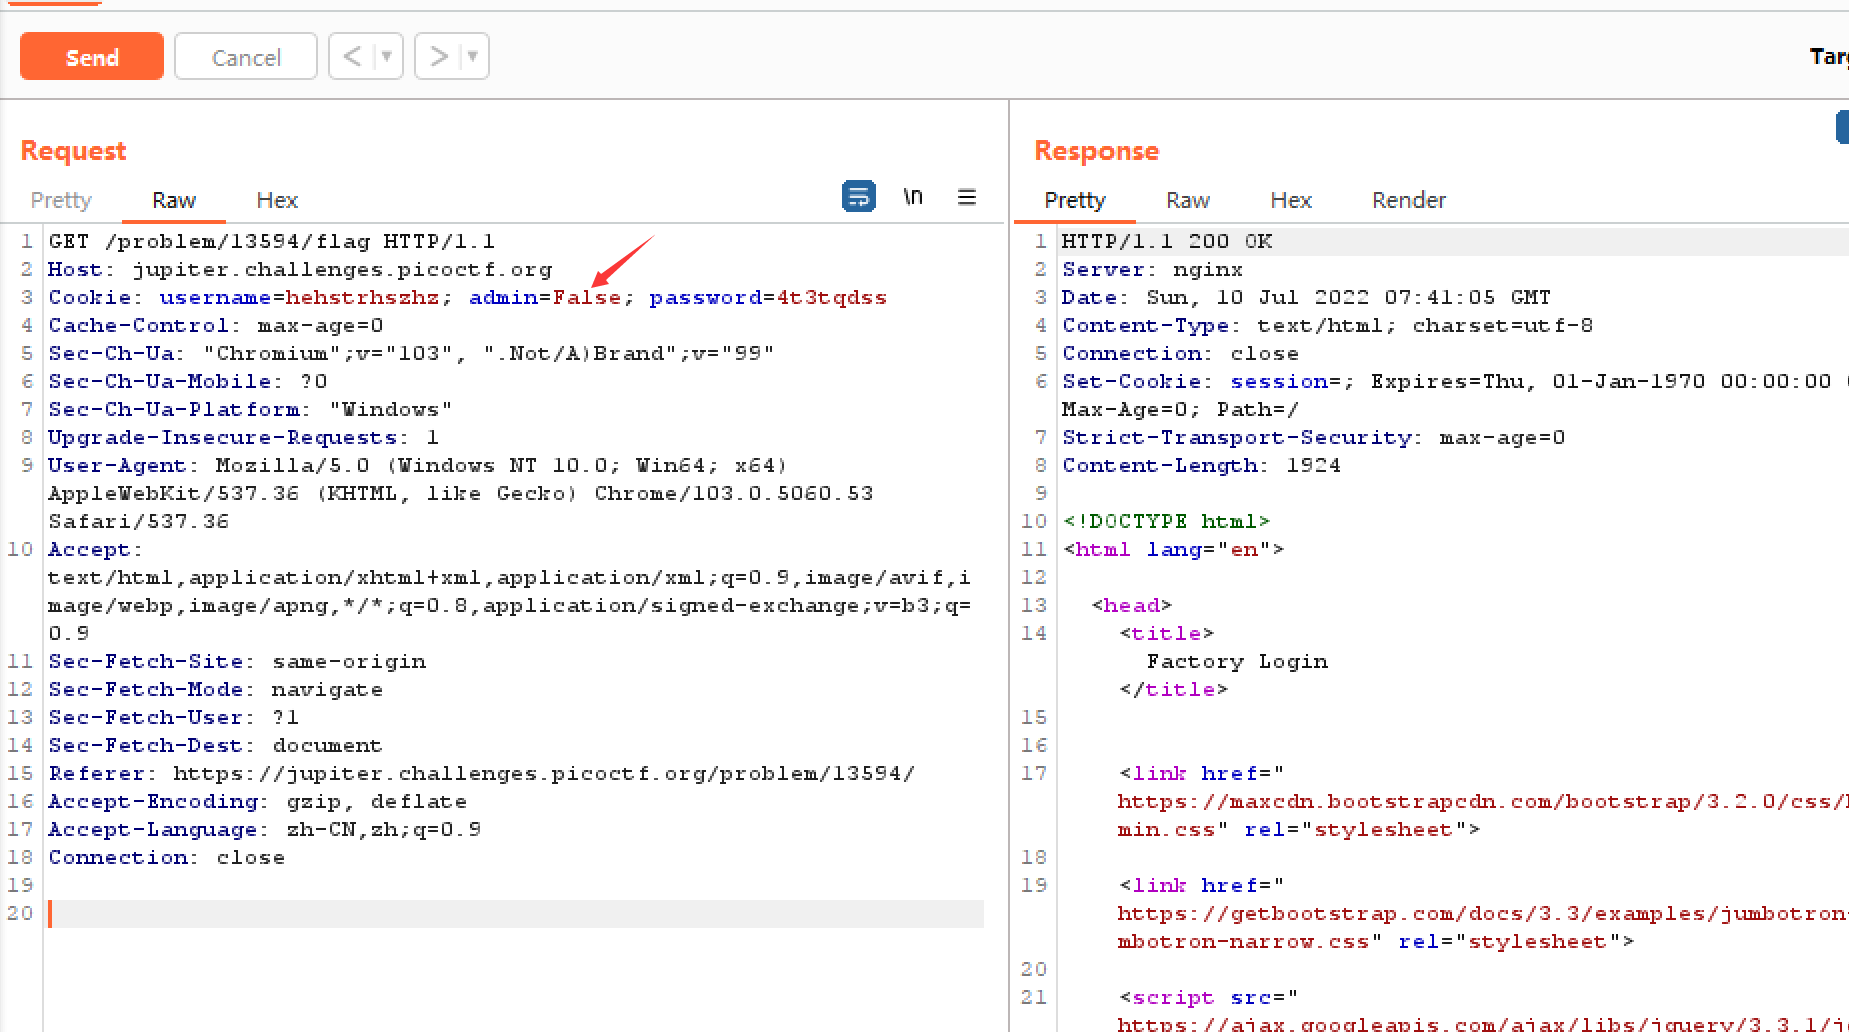 Send
Cancel
<
>
Targ
Request
Pretty
Raw
Hex
\n
1 GET /problem/13594/flag HTTP/1.1
2 Host: jupiter.challenges.picoctf.org
3 Cookie: username=hehstrhszhz; admin=False; password=4t3tqdss
4 Cache-Control: max-age=0
5 Sec-Ch-Ua: "Chromium";v="103", ".Not/A)Brand";v="99"
6 Sec-Ch-Ua-Mobile: ?0
7 Sec-Ch-Ua-Platform: "Windows"
8 Upgrade-Insecure-Requests: 1
9 User-Agent: Mozilla/5.0 (Windows NT 10.0; Win64; x64)
AppleWebKit/537.36 (KHTML, like Gecko) Chrome/103.0.5060.53
Safari/537.36
10 Accept:
text/html,application/xhtml+xml,application/xml;q=0.9,image/avif,i
mage/webp,image/apng,*/*;q=0.8,application/signed-exchange;v=b3;q=
0.9
11 Sec-Fetch-Site: same-origin
12 Sec-Fetch-Mode: navigate
13 Sec-Fetch-User: ?1
14 Sec-Fetch-Dest: document
15 Referer: https://jupiter.challenges.picoctf.org/problem/13594/
16 Accept-Encoding: gzip, deflate
17 Accept-Language: zh-CN,zh;q=0.9
18 Connection: close
19
20
Response
Pretty
Raw
Hex
Render
1 HTTP/1.1 200 OK
2 Server: nginx
3 Date: Sun, 10 Jul 2022 07:41:05 GMT
4 Content-Type: text/html; charset=utf-8
5 Connection: close
6 Set-Cookie: session=; Expires=Thu, 01-Jan-1970 00:00:00
Max-Age=0; Path=/
7 Strict-Transport-Security: max-age=0
8 Content-Length: 1924
9
10 <!DOCTYPE html>
11 <html lang="en">
12
13 <head>
14 <title>
Factory Login
</title>
15
16
17 <link href="
https://maxcdn.bootstrapcdn.com/bootstrap/3.2.0/css/
min.css" rel="stylesheet">
18
19 <link href="
https://getbootstrap.com/docs/3.3/examples/jumbotron-
mbotron-narrow.css" rel="stylesheet">
20
21 <script src="
https://ajax.googleapis.com/ajax/libs/jquery/3.3.1/j